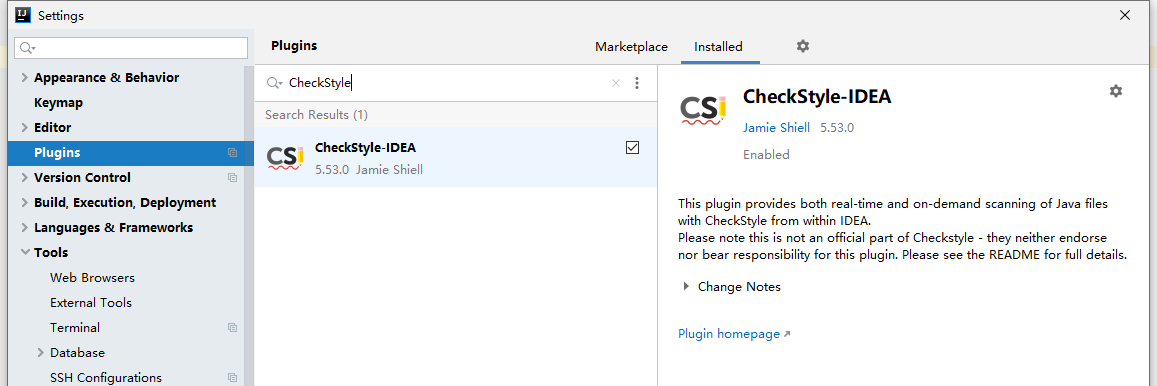 Settings
Plugins
Marketplace
Installed
Appearance & Behavior
Keymap
Editor
Plugins
Version Control
Build, Execution, Deployment
Languages & Frameworks
Tools
Web Browsers
External Tools
Terminal
Database
SSH Configurations
CheckStyle
Search Results (1)
CSi
CheckStyle-IDEA
5.53.0 Jamie Shiell
CSi
CheckStyle-IDEA
Jamie Shiell 5.53.0
Enabled
This plugin provides both real-time and on-demand scanning of Java files
with CheckStyle from within IDEA.
Please note this is not an official part of Checkstyle - they neither endorse
nor bear responsibility for this plugin. Please see the README for full details.
Change Notes
Plugin homepage